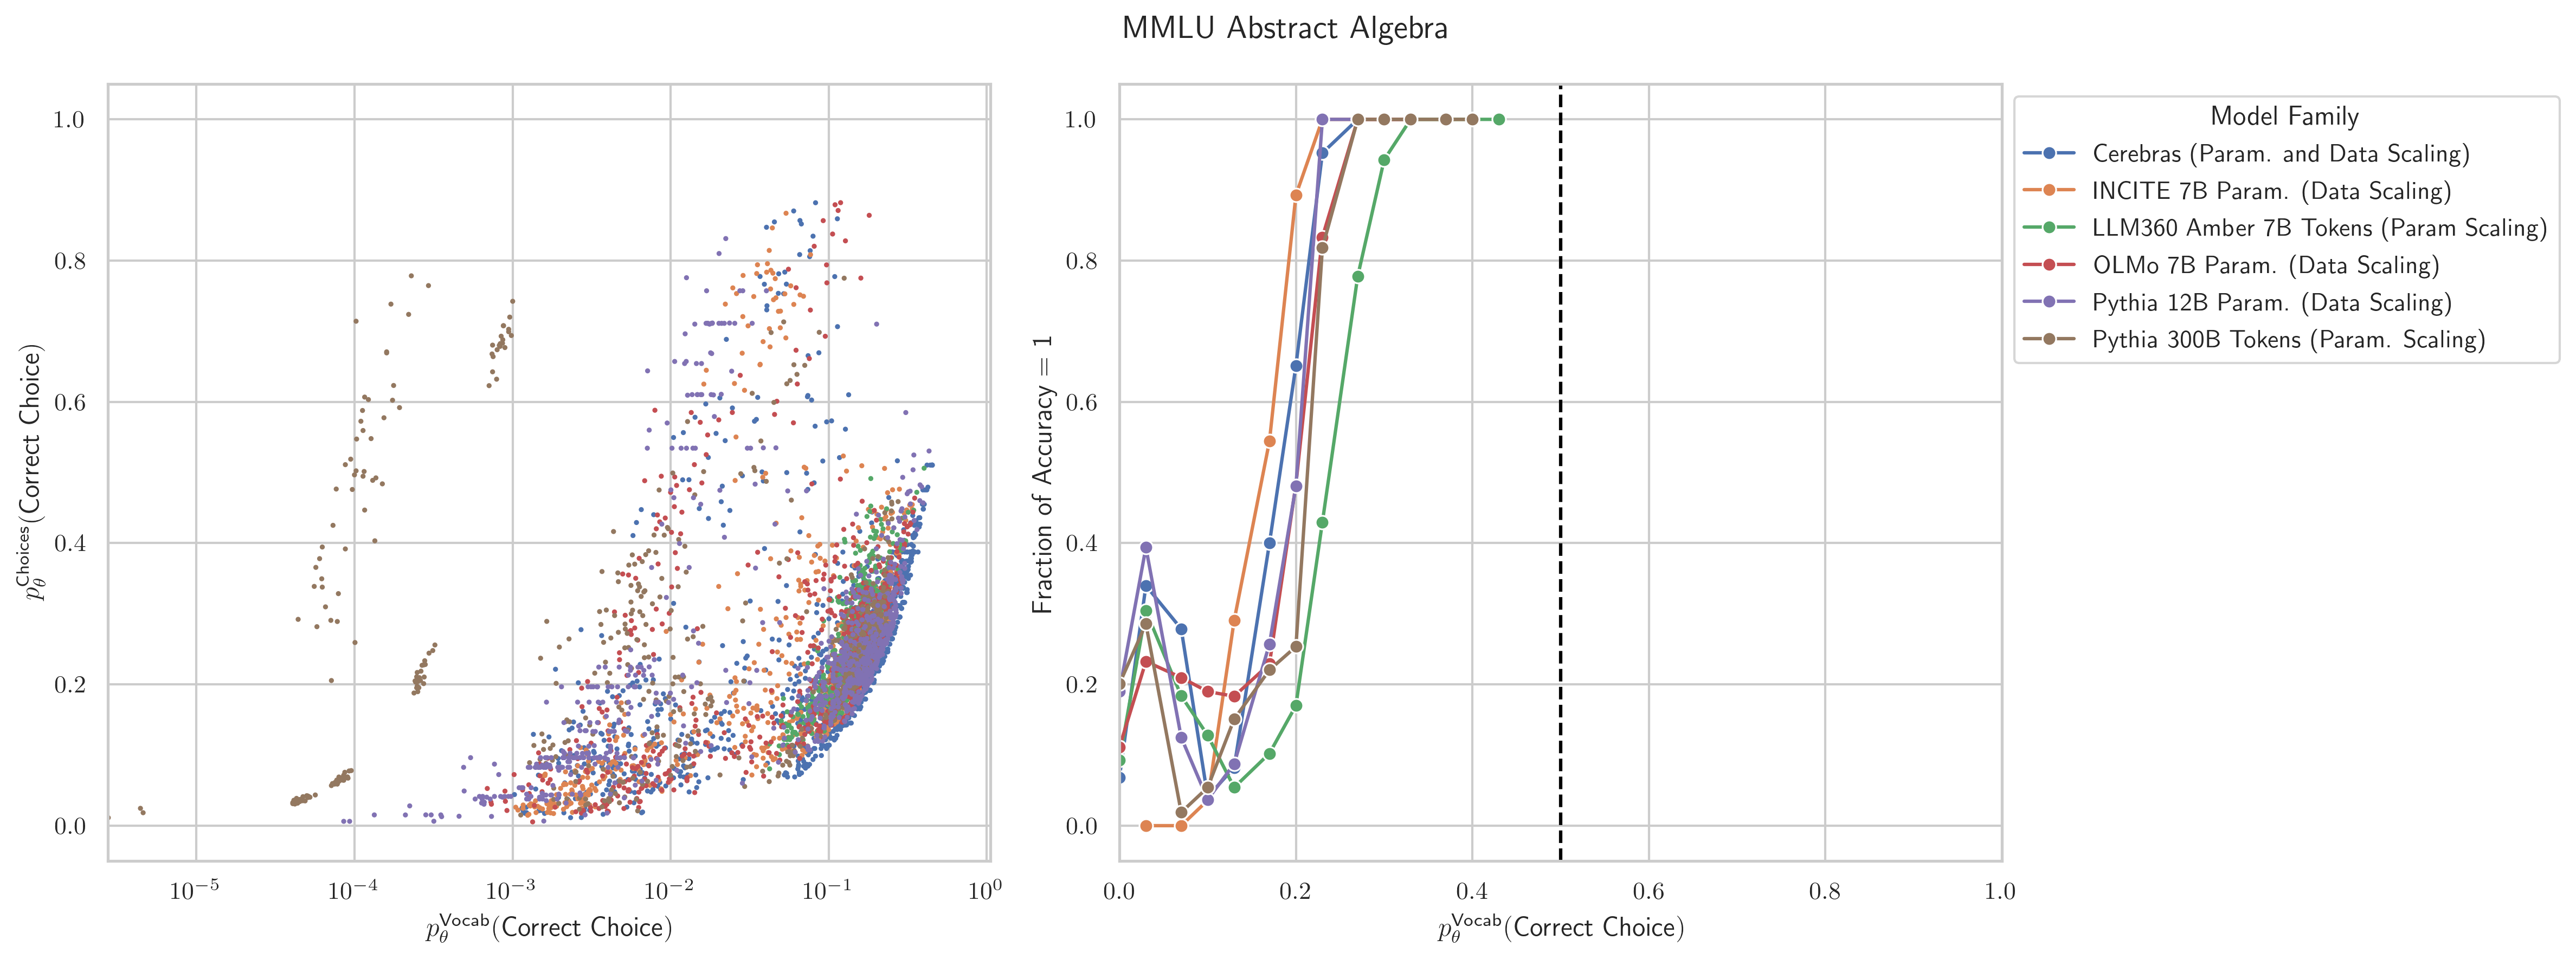 MMLU Abstract Algebra
1.0
0.8
0.6
0.4
0.2
0.0
p_θ^Choices(Correct Choice)
10^−5 10^−4 10^−3 10^−2 10^−1 10^0
p_θ^Vocab(Correct Choice)
1.0
0.8
0.6
0.4
0.2
0.0
Fraction of Accuracy = 1
0.0 0.2 0.4 0.6 0.8 1.0
p_θ^Vocab(Correct Choice)
Model Family
Cerebras (Param. and Data Scaling)
INCITE 7B Param. (Data Scaling)
LLM360 Amber 7B Tokens (Param Scaling)
OLMo 7B Param. (Data Scaling)
Pythia 12B Param. (Data Scaling)
Pythia 300B Tokens (Param. Scaling)